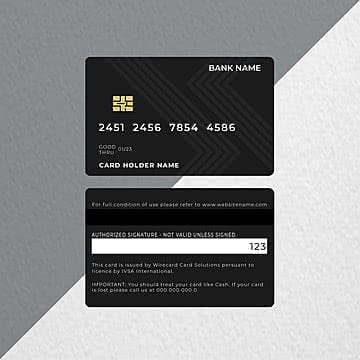 BANK NAME
2451 2456 7854 4586
GOOD
THRU 01/23
CARD HOLDER NAME
For full condition of use please refer to www.websitename.com
AUTHORIZED SIGNATURE - NOT VALID UNLESS SIGNED.
123
This card is issued by Wirecard Card Solutions persuant to
licence by IVSA International.
IMPORTANT: You should treat your card like Cash. If your card
is lost please call us at 000 000 000 0